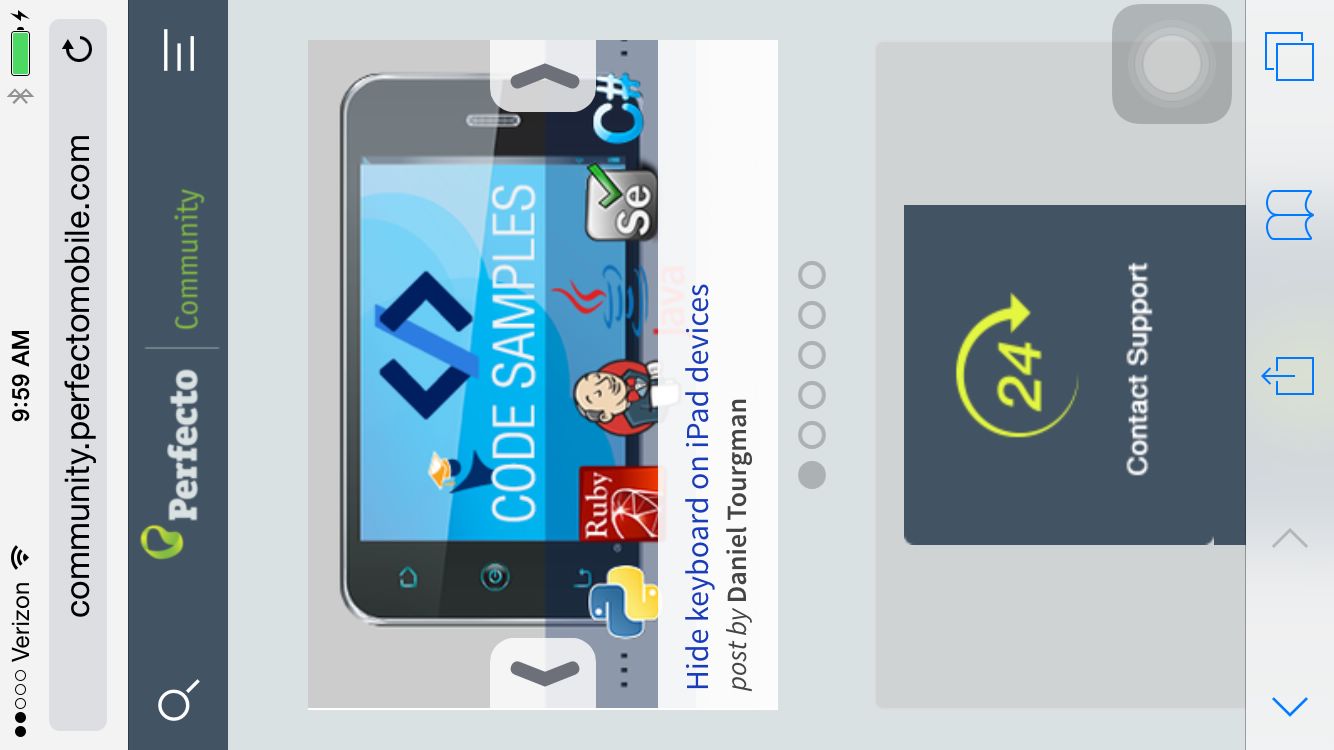 Verizon 9:59 AM
community.perfectomobile.com
Perfecto Community
CODE SAMPLES
Ruby Java Se C#
Hide keyboard on iPad devices
post by Daniel Tourgman
24
Contact Support